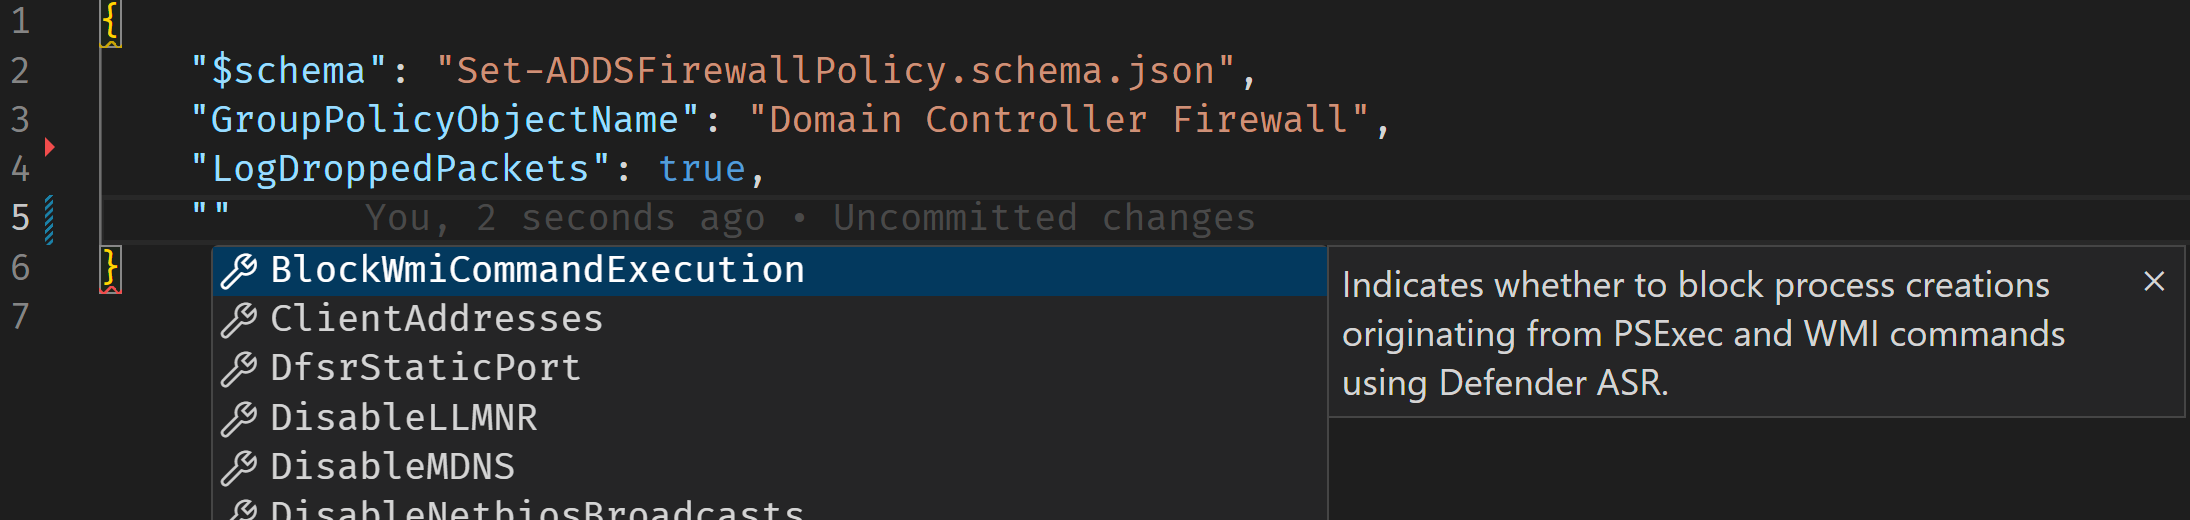 1 {
2 "$schema": "Set-ADDSFirewallPolicy.schema.json",
3 "GroupPolicyObjectName": "Domain Controller Firewall",
4 "LogDroppedPackets": true,
5 "" You, 2 seconds ago • Uncommitted changes
6 }
7
BlockWmiCommandExecution
ClientAddresses
DfsrStaticPort
DisableLLMNR
DisableMDNS
DisableNetbiosBroadcasts
Indicates whether to block process creations
originating from PSExec and WMI commands
using Defender ASR.